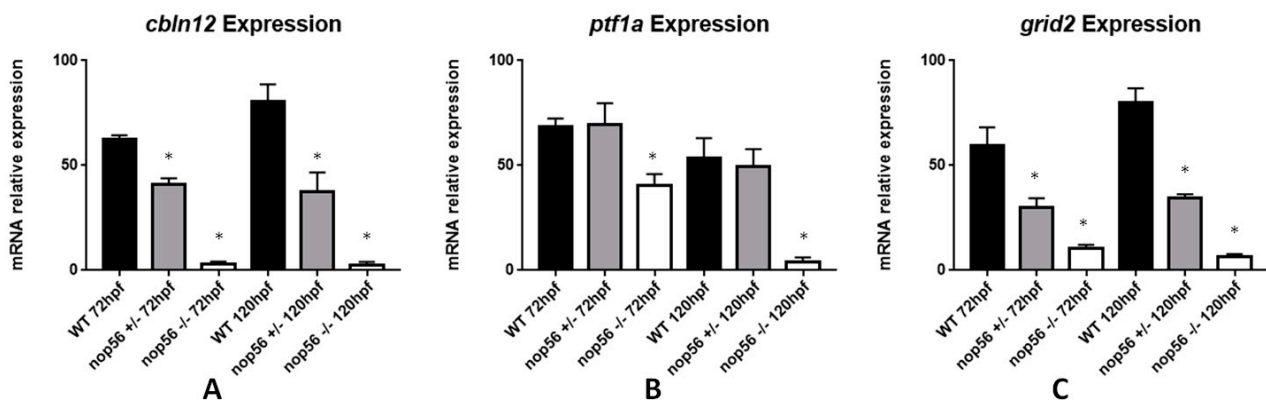 cbln12 Expression
mRNA relative expression
100
50
0
*
*
*
*
WT 72hpf
nop56 +/- 72hpf
nop56 -/- 72hpf
WT 120hpf
nop56 +/- 120hpf
nop56 -/- 120hpf
A
ptf1a Expression
mRNA relative expression
100
50
0
*
*
WT 72hpf
nop56 +/- 72hpf
nop56 -/- 72hpf
WT 120hpf
nop56 +/- 120hpf
nop56 -/- 120hpf
B
grid2 Expression
mRNA relative expression
100
50
0
*
*
*
*
WT 72hpf
nop56 +/- 72hpf
nop56 -/- 72hpf
WT 120hpf
nop56 +/- 120hpf
nop56 -/- 120hpf
C